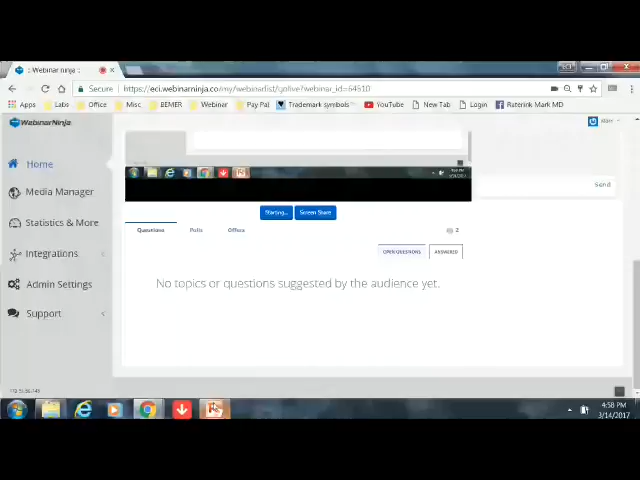 :: Webinar ninja ::
Secure
https://eci.webinarninja.co/my/webinarlist/golive?webinar_id=64510
Apps Labs Office Misc BEMER Webinar Pay Pal Trademark symbols YouTube New Tab Login Raterink Mark MD
WebinarNinja
Home
Media Manager
Statistics & More
Integrations
Admin Settings
Support
Send
Starting... Screen Share
Questions Polls Offers 2
OPEN QUESTIONS ANSWERED
No topics or questions suggested by the audience yet.
4:58 PM
3/14/2017